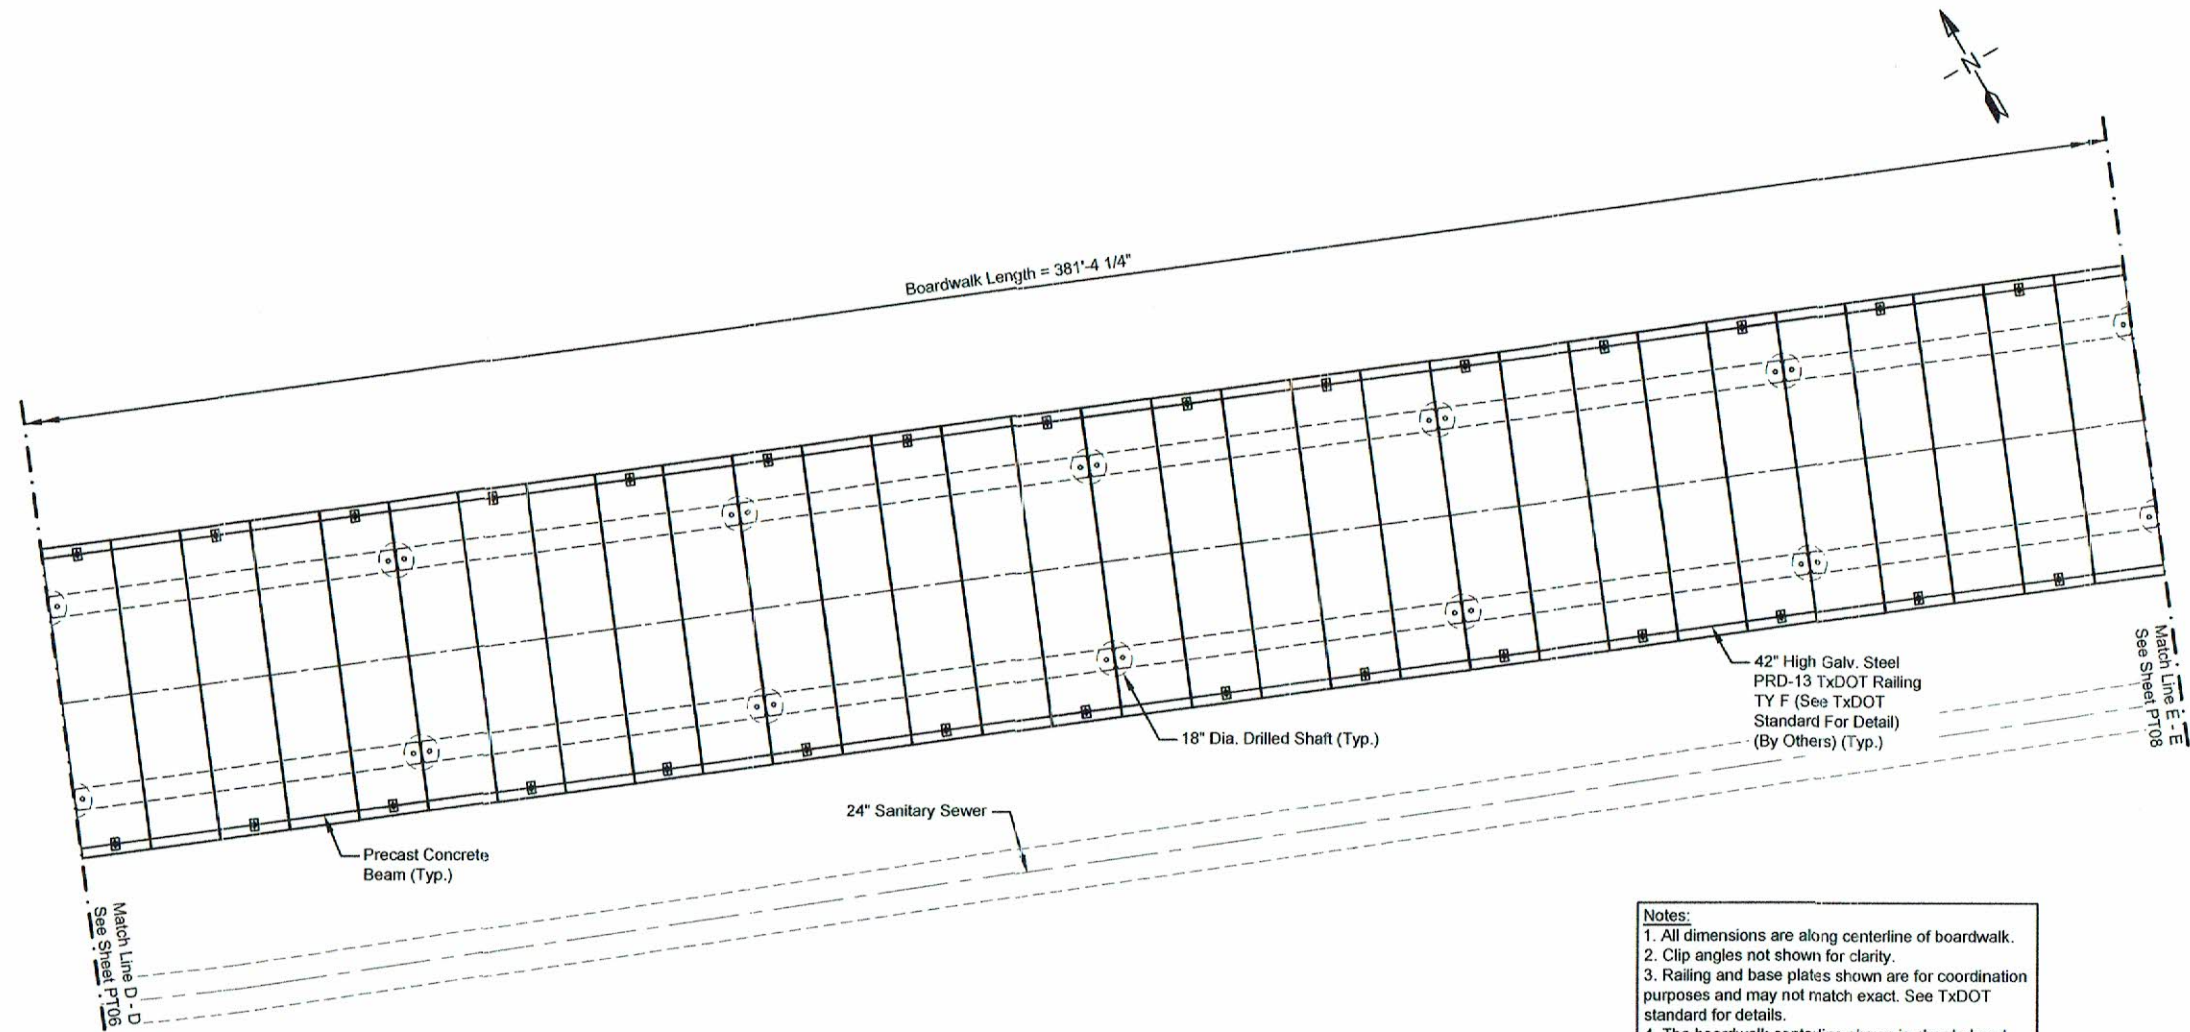 N
Boardwalk Length = 381'-4 1/4"
42" High Galv. Steel
PRD-13 TxDOT Railing
TY F (See TxDOT
Standard For Detail)
(By Others) (Typ.)
Match Line E - E
See Sheet PT08
18" Dia. Drilled Shaft (Typ.)
24" Sanitary Sewer
Precast Concrete
Beam (Typ.)
Match Line D - D
See Sheet PT06
Notes:
1. All dimensions are along centerline of boardwalk.
2. Clip angles not shown for clarity.
3. Railing and base plates shown are for coordination
purposes and may not match exact. See TxDOT
standard for details.